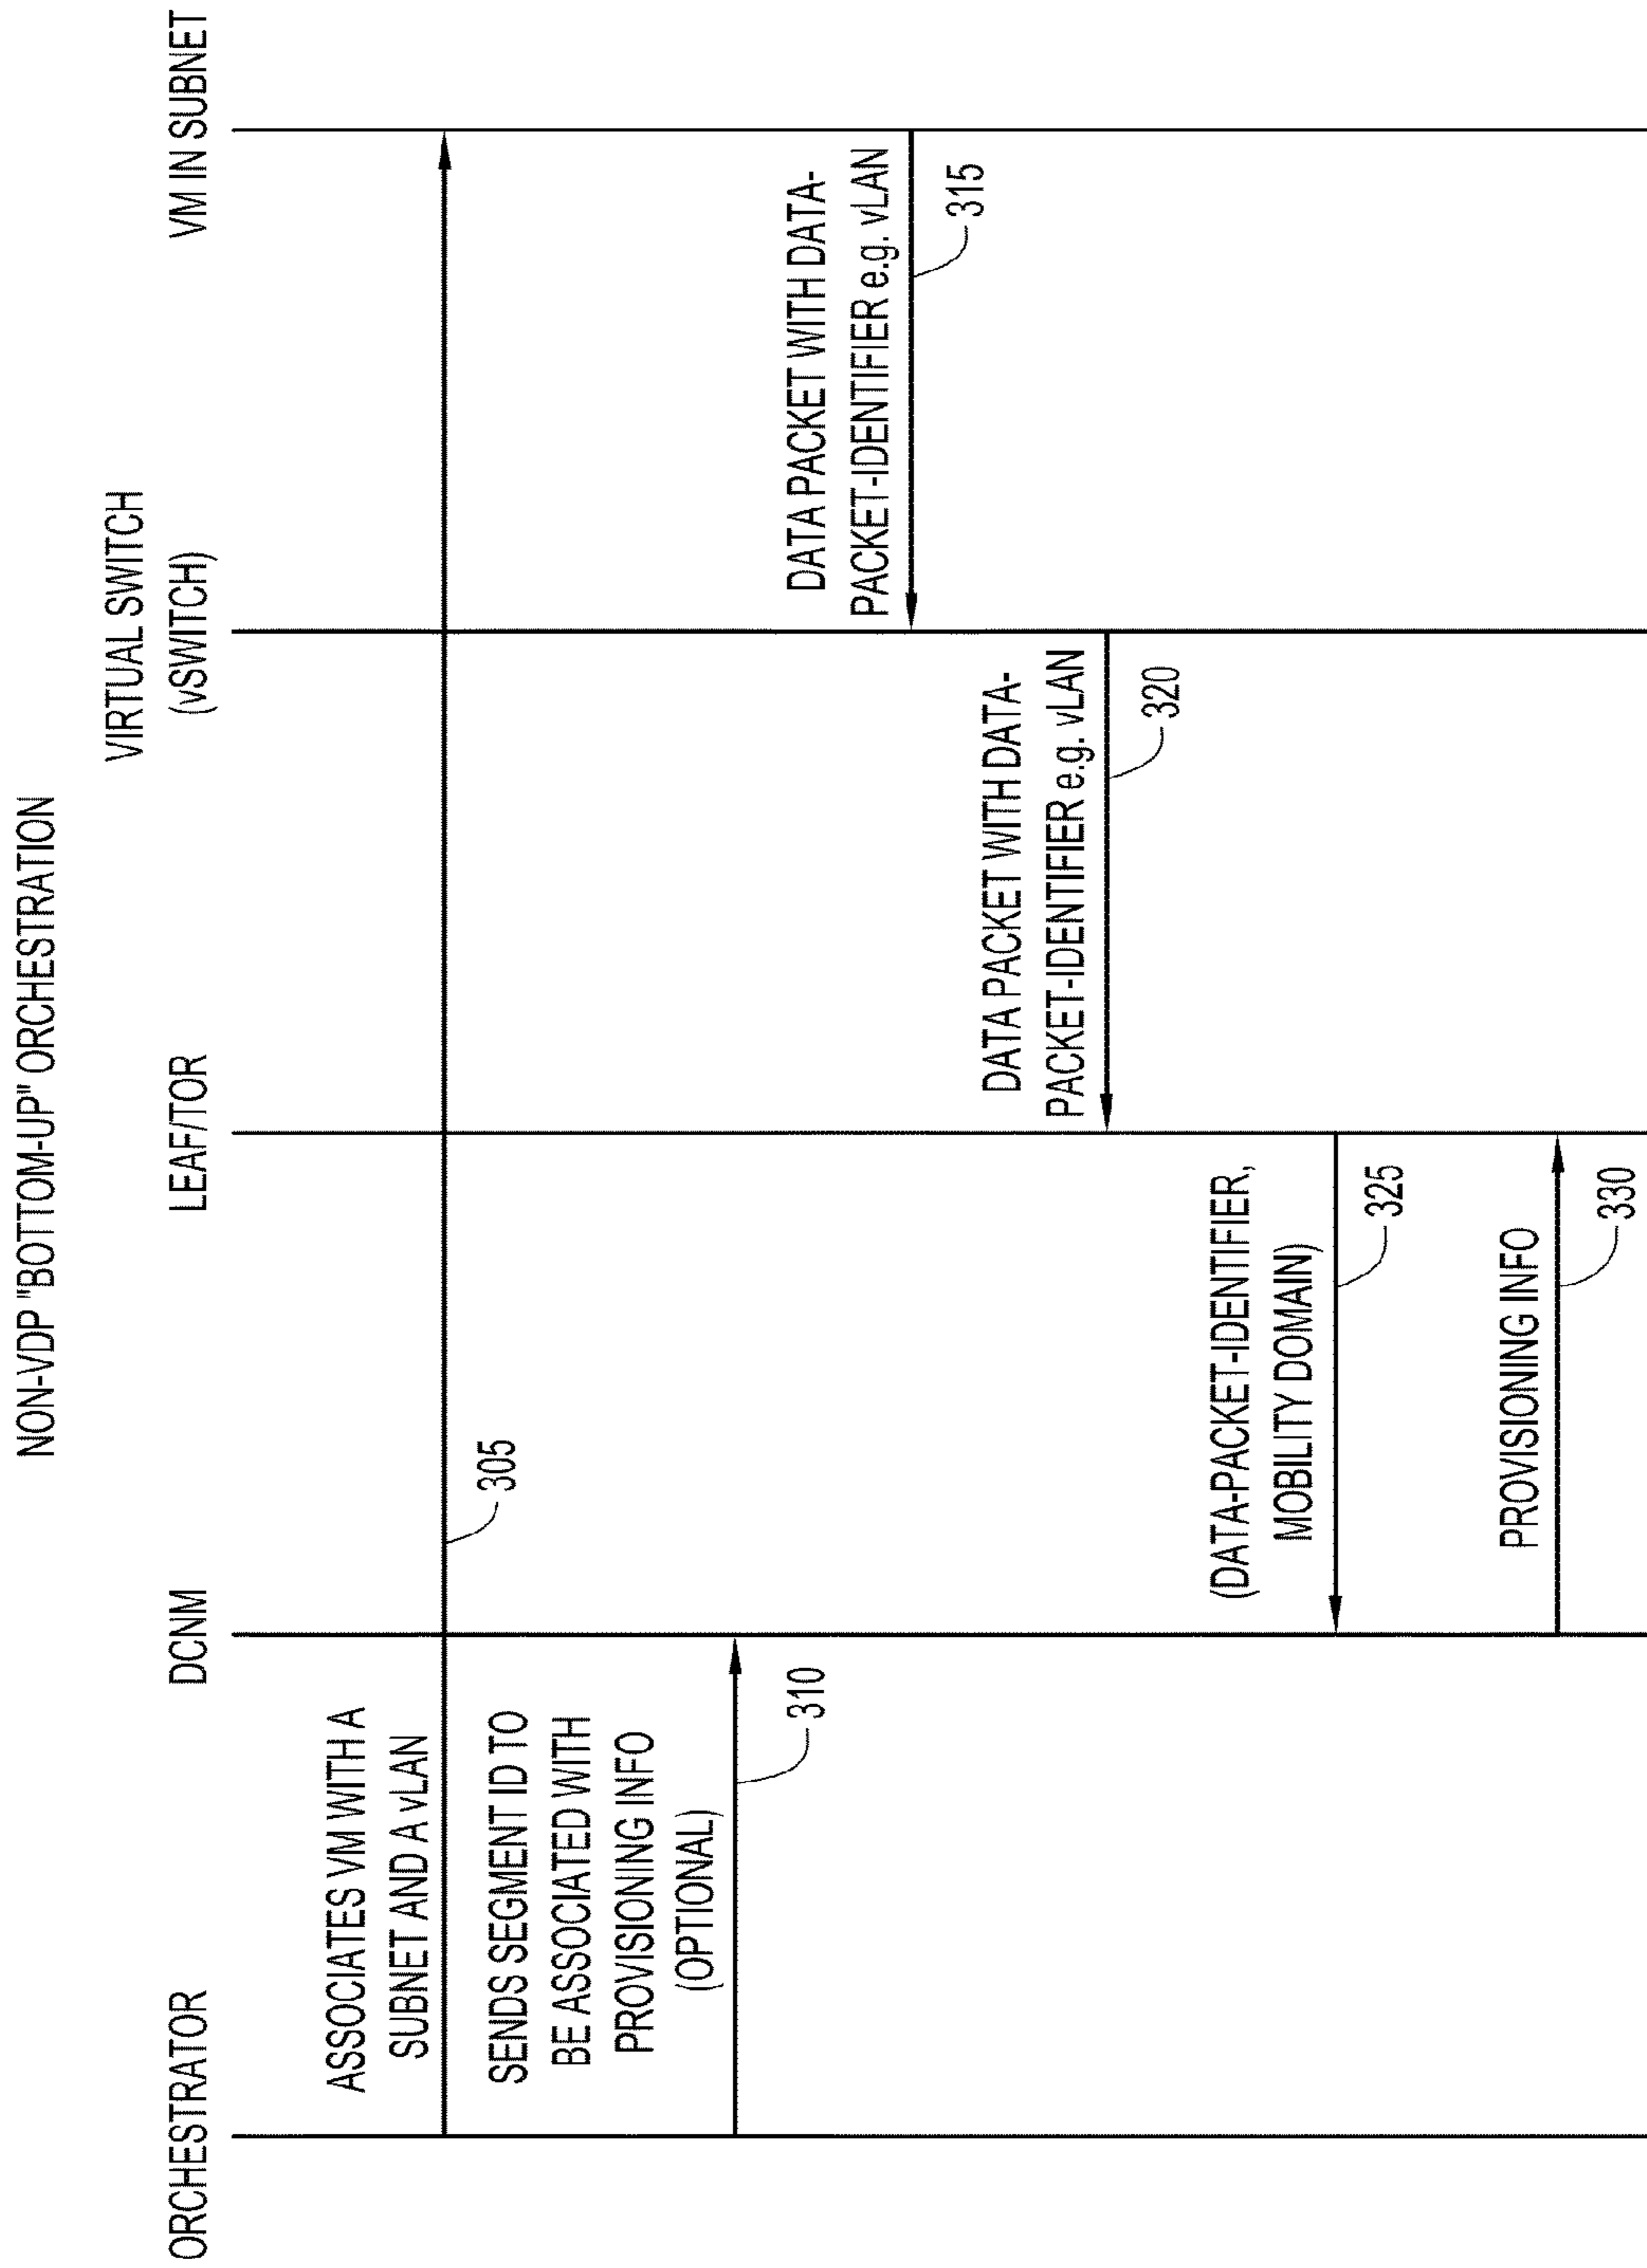 NON-VDP "BOTTOM-UP" ORCHESTRATION
ORCHESTRATOR
DCNM
LEAF/TOR
VIRTUAL SWITCH
(vSWITCH)
VM IN SUBNET
ASSOCIATES VM WITH A
SUBNET AND A vLAN
305
SENDS SEGMENT ID TO
BE ASSOCIATED WITH
PROVISIONING INFO
(OPTIONAL)
310
DATA PACKET WITH DATA-
PACKET-IDENTIFIER e.g. vLAN
315
DATA PACKET WITH DATA-
PACKET-IDENTIFIER e.g. vLAN
320
(DATA-PACKET-IDENTIFIER,
MOBILITY DOMAIN)
325
PROVISIONING INFO
330